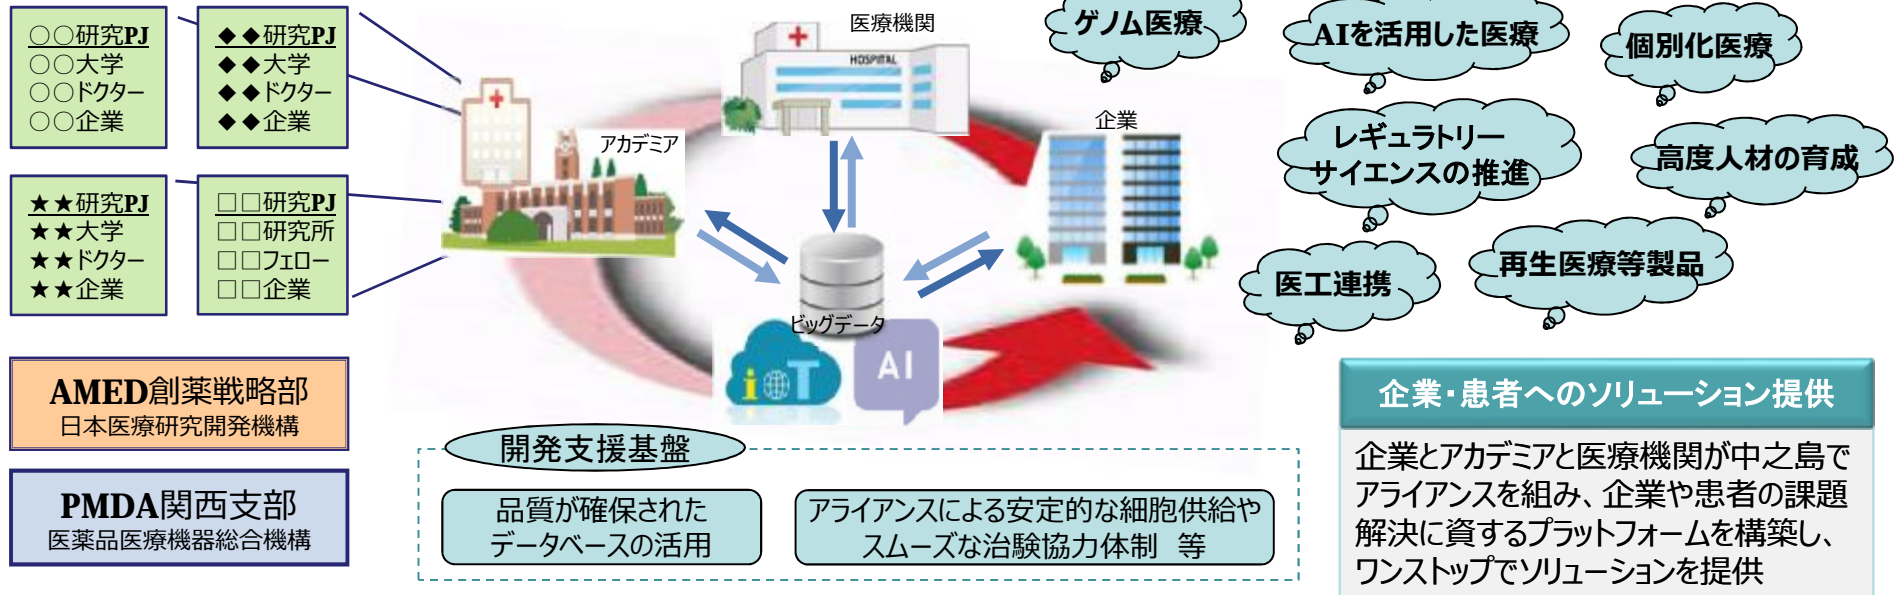 ○○研究PJ
○○大学
○○ドクター
○○企業
◆◆研究PJ
◆◆大学
◆◆ドクター
◆◆企業
★★研究PJ
★★大学
★★ドクター
★★企業
□□研究PJ
□□研究所
□□フェロー
□□企業
AMED創薬戦略部
日本医療研究開発機構
PMDA関西支部
医薬品医療機器総合機構
医療機関
HOSPITAL
アカデミア
企業
ビッグデータ
ioT
AI
開発支援基盤
品質が確保された
データベースの活用
アライアンスによる安定的な細胞供給や
スムーズな治験協力体制 等
ゲノム医療
AIを活用した医療
個別化医療
レギュラトリー
サイエンスの推進
高度人材の育成
医工連携
再生医療等製品
企業・患者へのソリューション提供
企業とアカデミアと医療機関が中之島で
アライアンスを組み、企業や患者の課題
解決に資するプラットフォームを構築し、
ワンストップでソリューションを提供